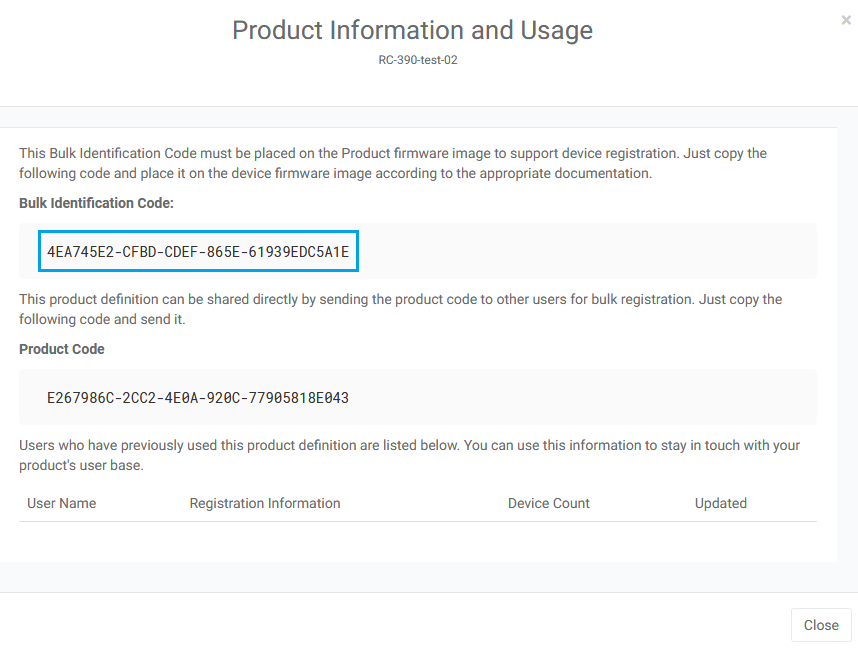 Product Information and Usage
×
RC-390-test-02
This Bulk Identification Code must be placed on the Product firmware image to support device registration. Just copy the
following code and place it on the device firmware image according to the appropriate documentation.
Bulk Identification Code:
4EA745E2-CFBD-CDEF-865E-61939EDC5A1E
This product definition can be shared directly by sending the product code to other users for bulk registration. Just copy the
following code and send it.
Product Code
E267986C-2CC2-4E0A-920C-77905818E043
Users who have previously used this product definition are listed below. You can use this information to stay in touch with your
product's user base.
User Name Registration Information Device Count Updated
Close